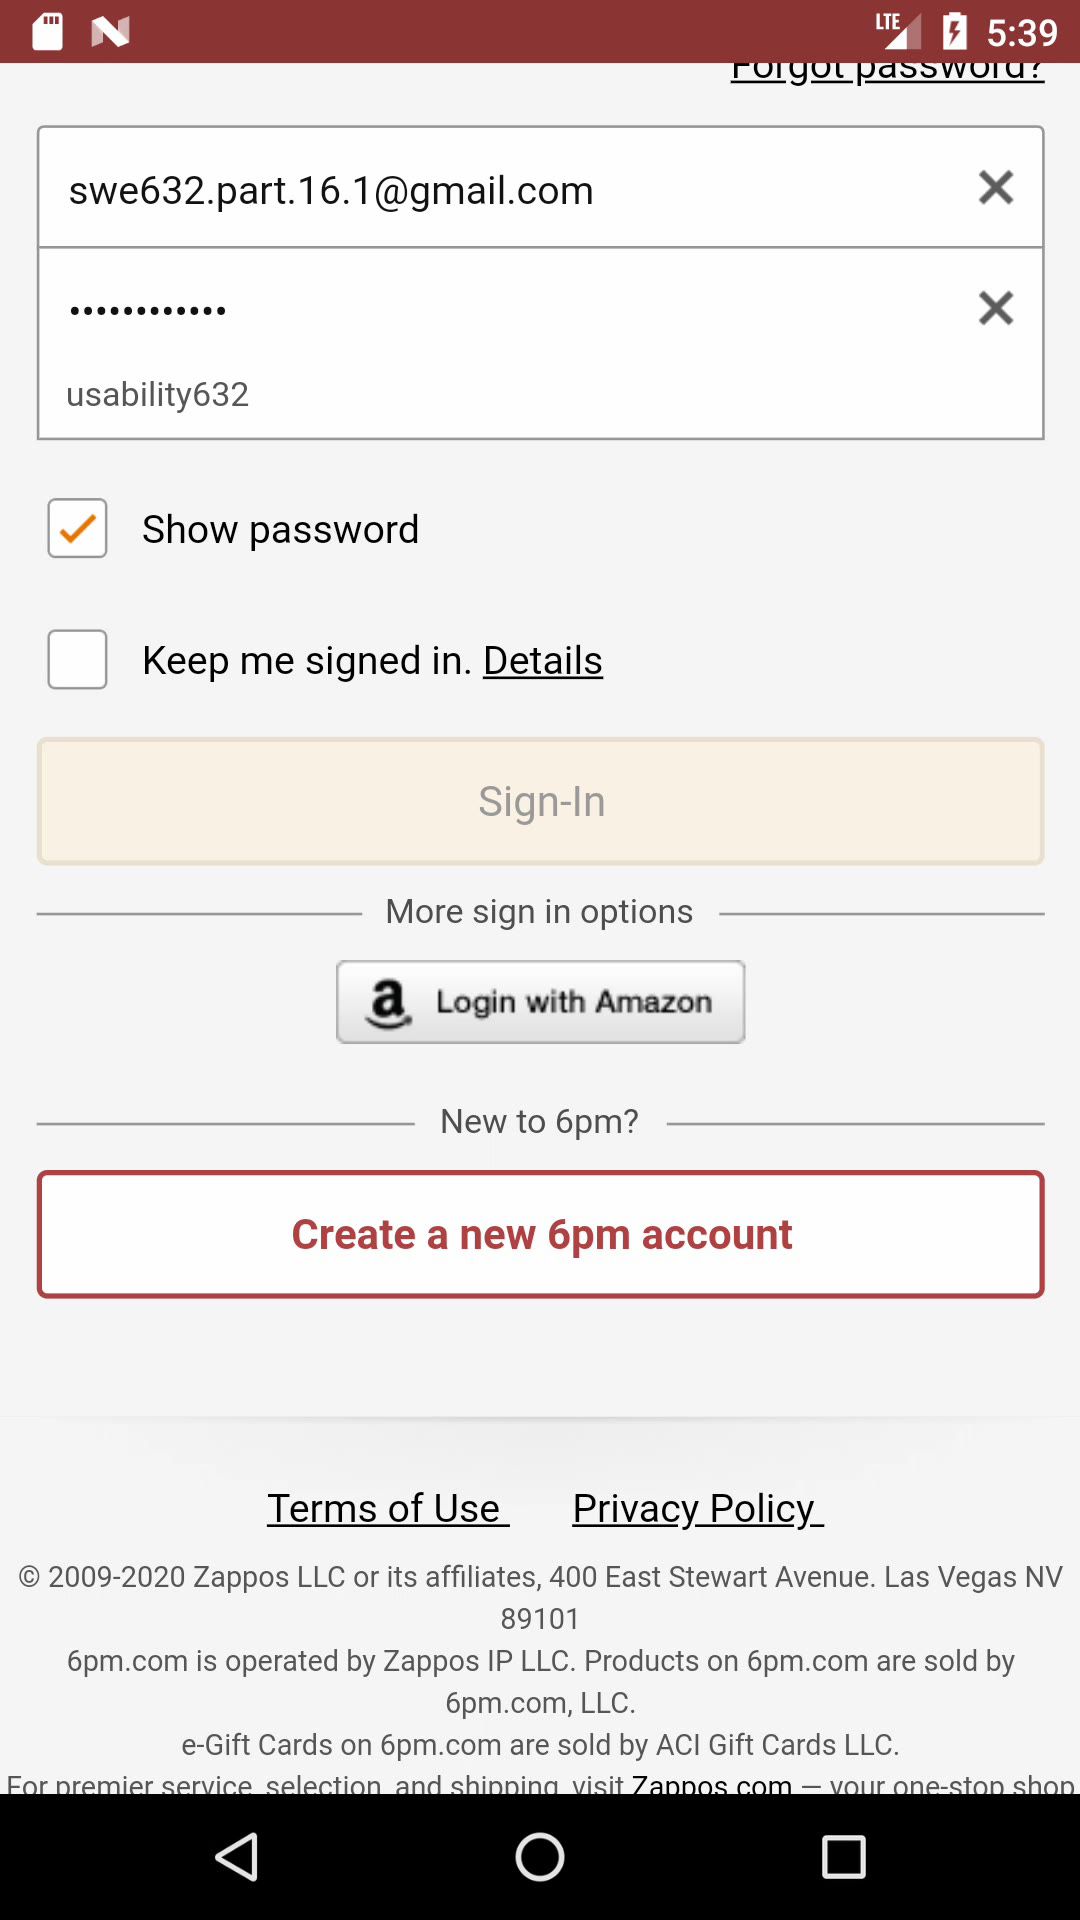 LTE 5:39
Forgot password?
swe632.part.16.1@gmail.com
••••••••••••
usability632
Show password
Keep me signed in. Details
Sign-In
More sign in options
a Login with Amazon
New to 6pm?
Create a new 6pm account
Terms of Use Privacy Policy
© 2009-2020 Zappos LLC or its affiliates, 400 East Stewart Avenue. Las Vegas NV
89101
6pm.com is operated by Zappos IP LLC. Products on 6pm.com are sold by
6pm.com, LLC.
e-Gift Cards on 6pm.com are sold by ACI Gift Cards LLC.
For premier service, selection, and shipping, visit Zappos.com — your one-stop shop